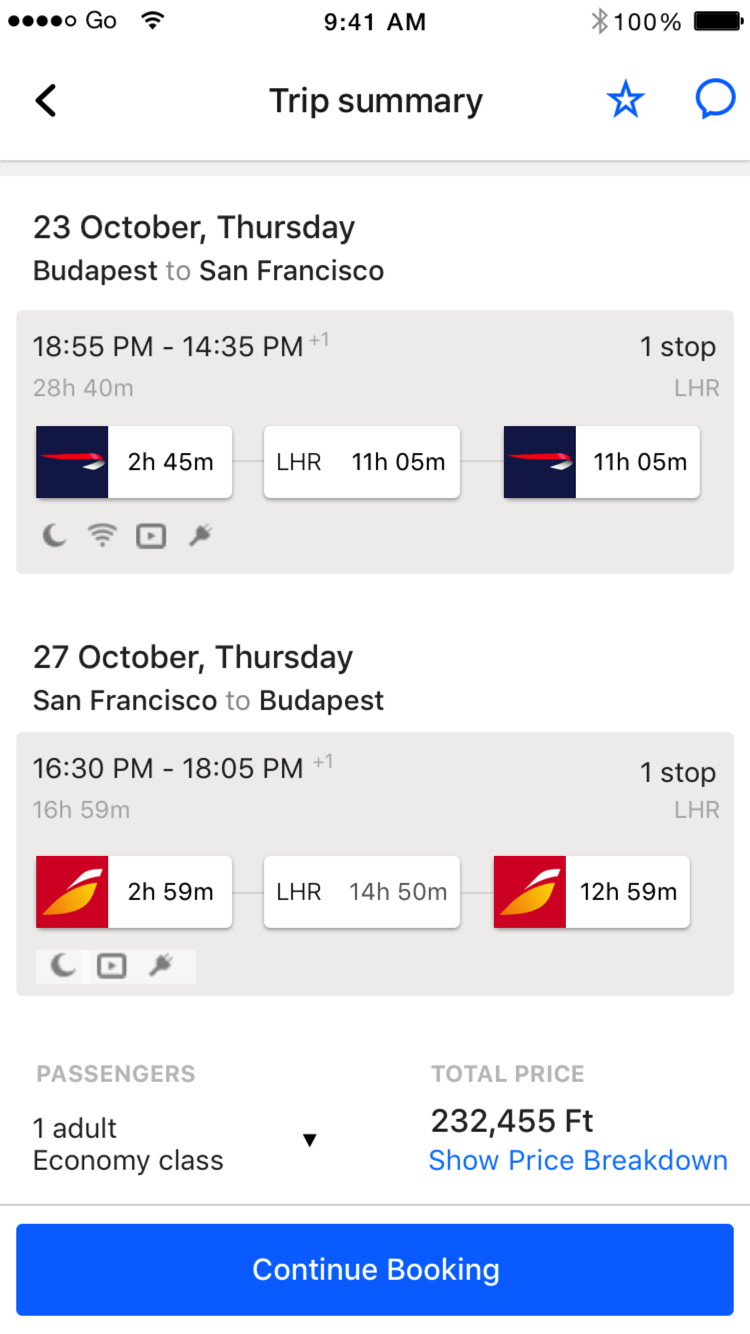 Go 9:41 AM 100%
Trip summary
23 October, Thursday
Budapest to San Francisco
18:55 PM - 14:35 PM +1 1 stop
28h 40m LHR
2h 45m LHR 11h 05m 11h 05m
27 October, Thursday
San Francisco to Budapest
16:30 PM - 18:05 PM +1 1 stop
16h 59m LHR
2h 59m LHR 14h 50m 12h 59m
PASSENGERS TOTAL PRICE
1 adult 232,455 Ft
Economy class Show Price Breakdown
Continue Booking